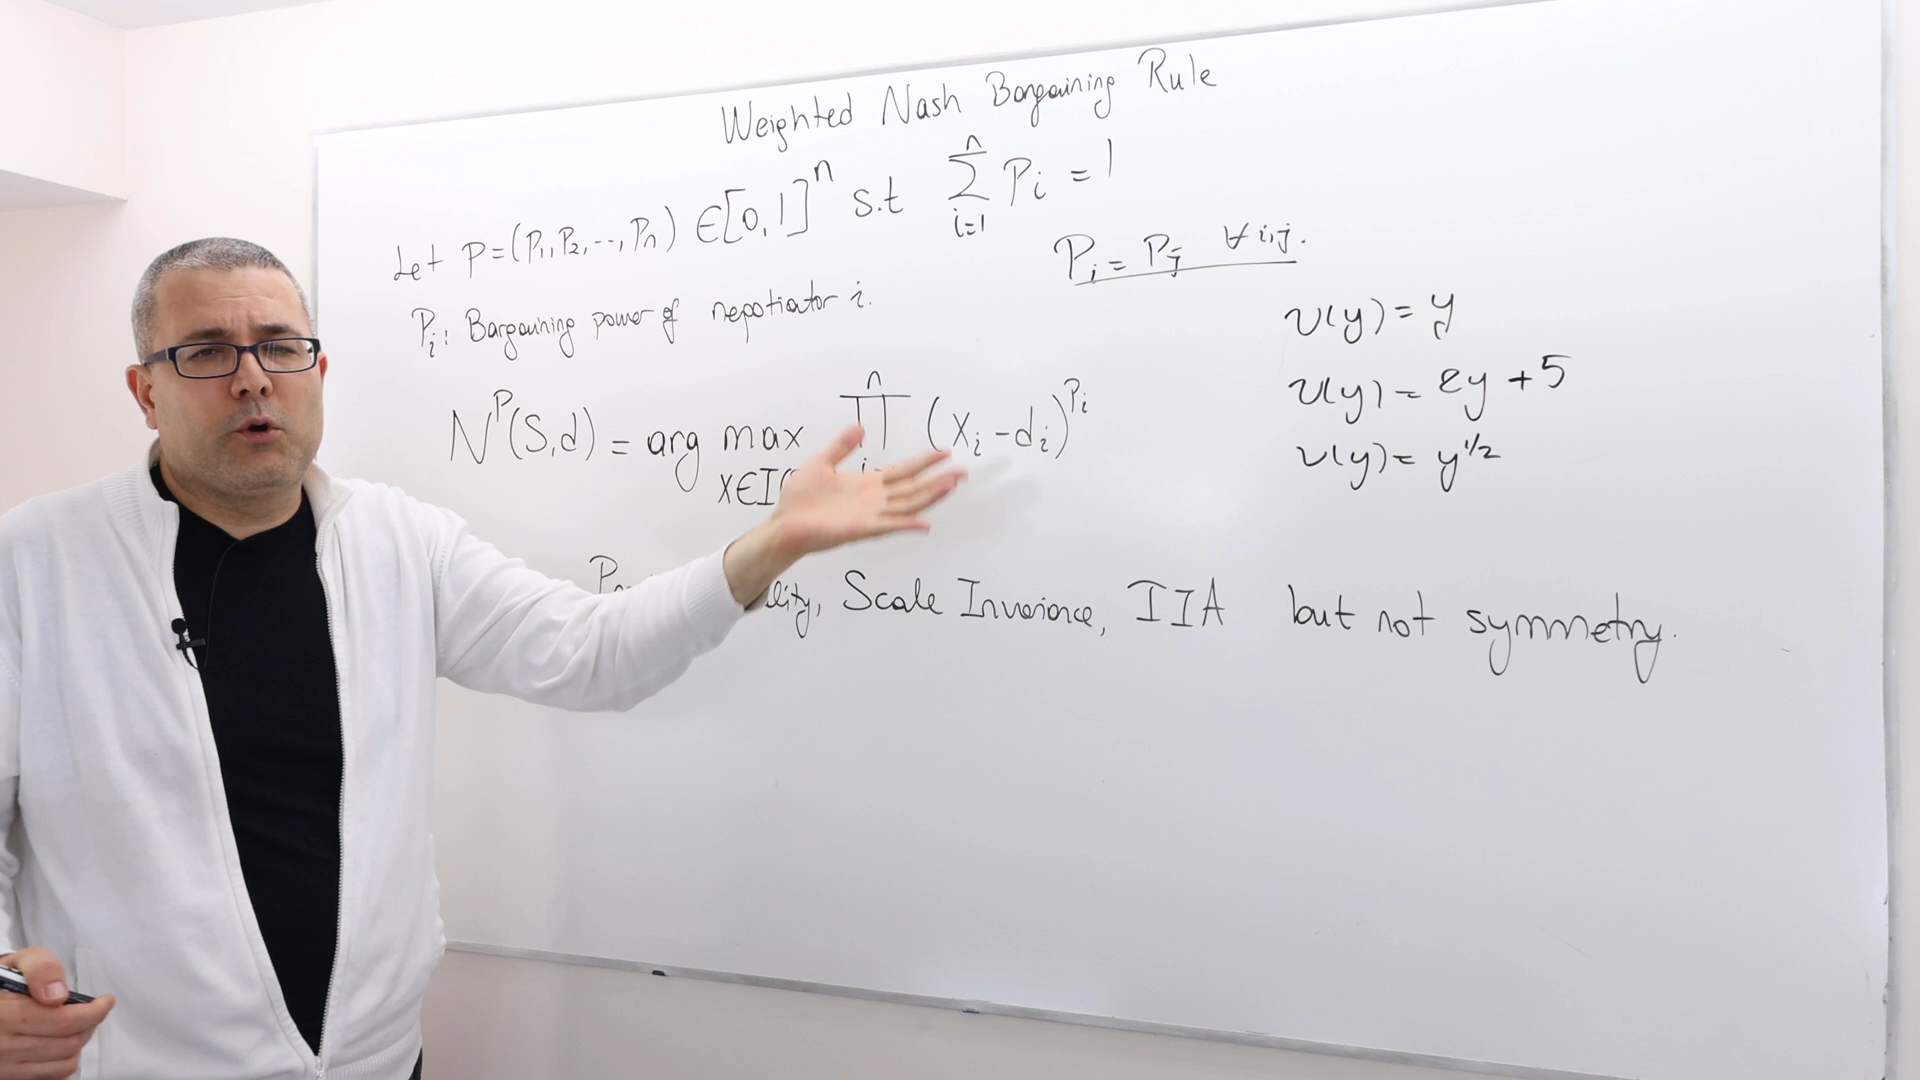 Weighted Nash Bargaining Rule
Let p=(p₁,p₂,..,pₙ) ∈[0,1]ⁿ s.t ∑ᵢ₌₁ⁿ Pᵢ = 1
Pᵢ = Pⱼ ∀ i,j.
Pᵢ: Bargaining power of negotiator i.
v(y) = y
v(y) = 2y + 5
v(y) = y^1/2
N^P(S,d) = arg max ∏ⁿ (xᵢ - dᵢ)^Pᵢ
x∈I(
Scale Invariance, IIA but not symmetry.